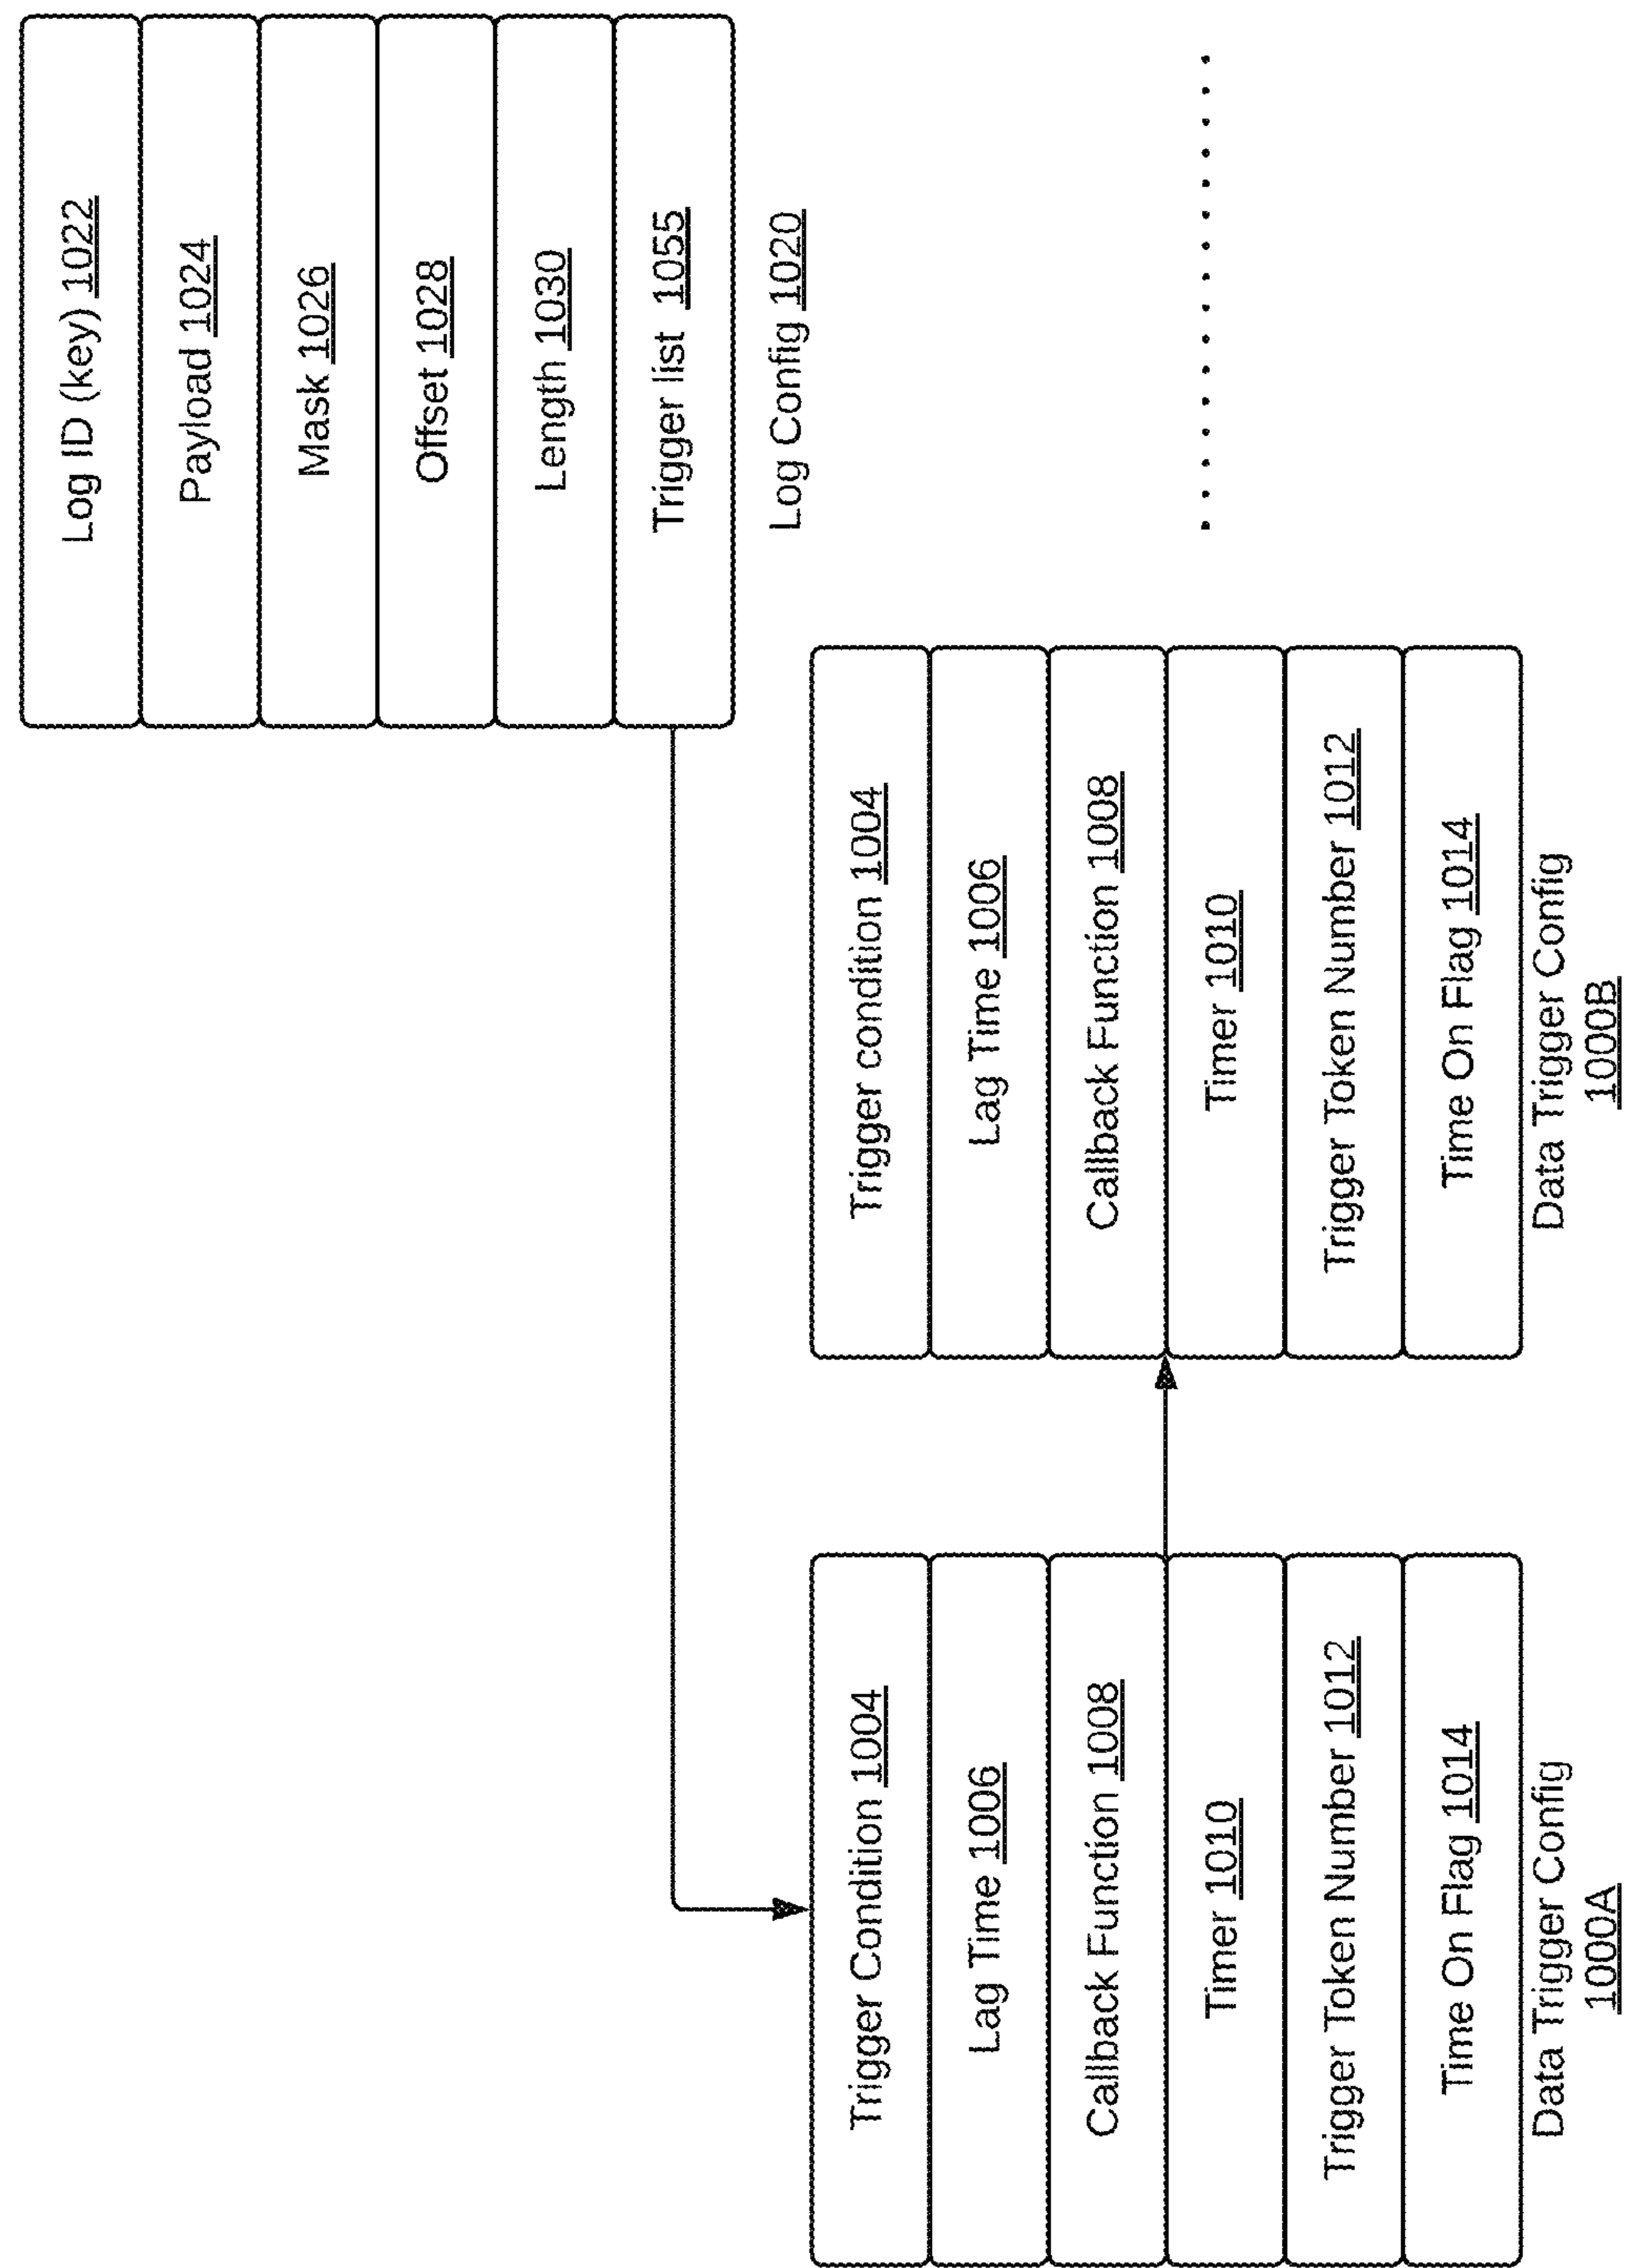 Log ID (key) 1022
Payload 1024
Mask 1026
Offset 1028
Length 1030
Trigger list 1055
Log Config 1020
Trigger Condition 1004
Lag Time 1006
Callback Function 1008
Timer 1010
Trigger Token Number 1012
Time On Flag 1014
Data Trigger Config
1000A
Trigger condition 1004
Lag Time 1006
Callback Function 1008
Timer 1010
Trigger Token Number 1012
Time On Flag 1014
Data Trigger Config
1000B